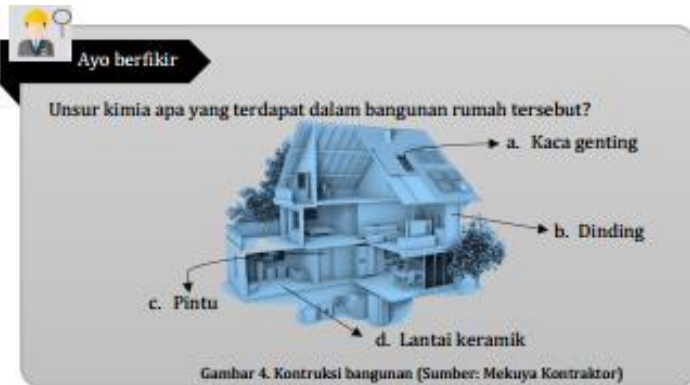 Ayo berfikir
Unsur kimia apa yang terdapat dalam bangunan rumah tersebut?
a. Kaca genting
b. Dinding
c. Pintu
d. Lantai keramik
Gambar 4. Kontruksi bangunan (Sumber: Mekuya Kontraktor)